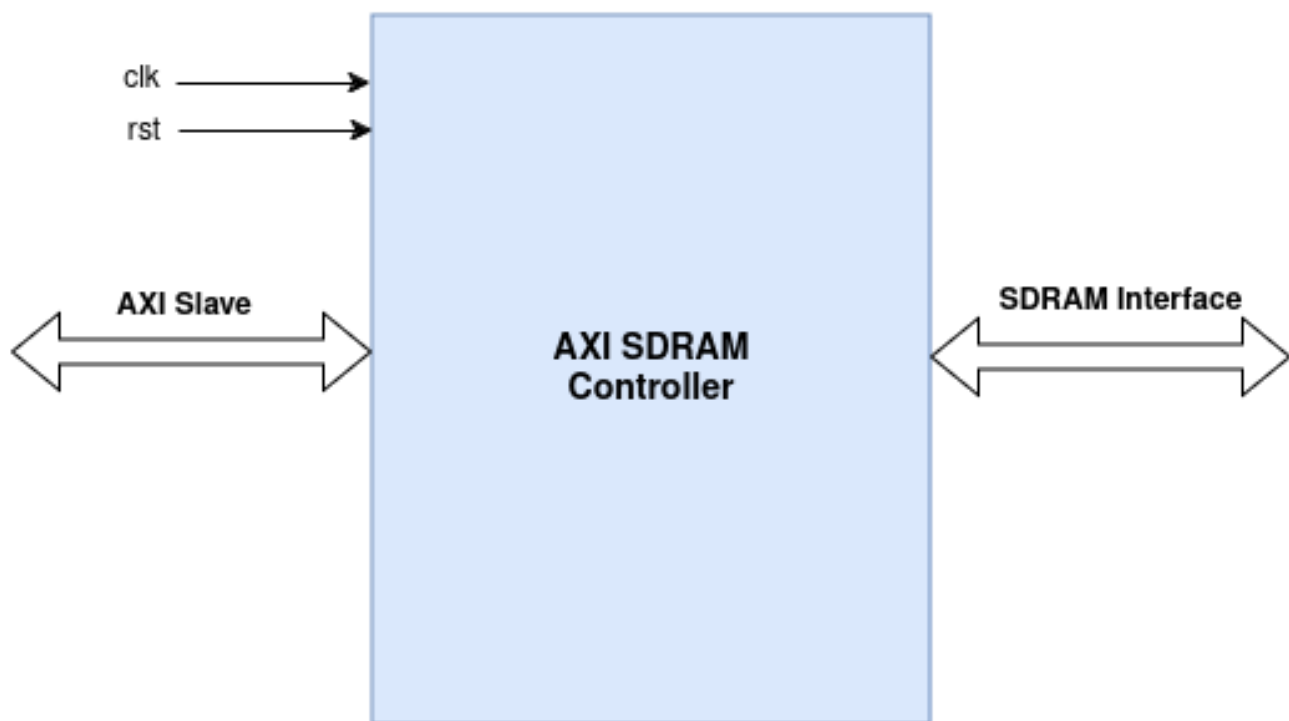 clk
rst
AXI Slave
SDRAM Interface
AXI SDRAM
Controller